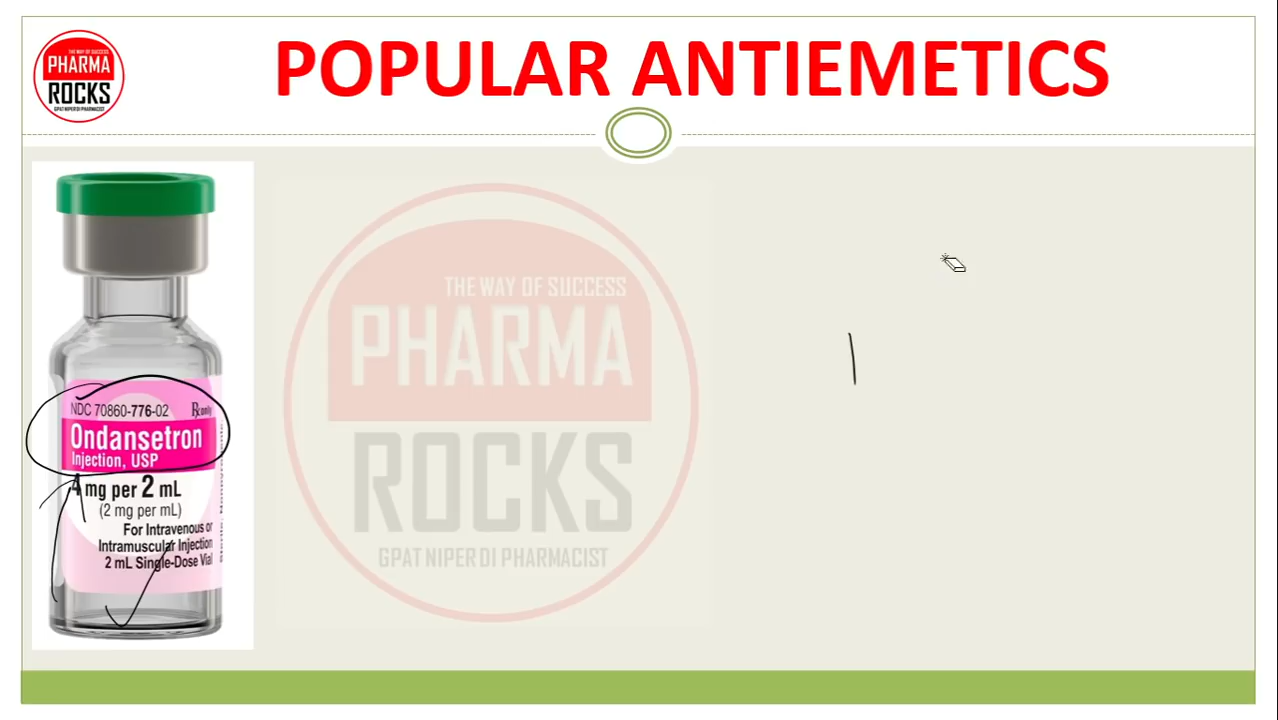 THE WAY OF SUCCESS
PHARMA
ROCKS
GPAT NIPER DI PHARMACIST
POPULAR ANTIEMETICS
NDC 70860-776-02 Rx only
Ondansetron
Injection, USP
4 mg per 2 mL
(2 mg per mL)
For Intravenous or
Intramuscular Injection
2 mL Single-Dose Vial
THE WAY OF SUCCESS
PHARMA
ROCKS
GPAT NIPER DI PHARMACIST